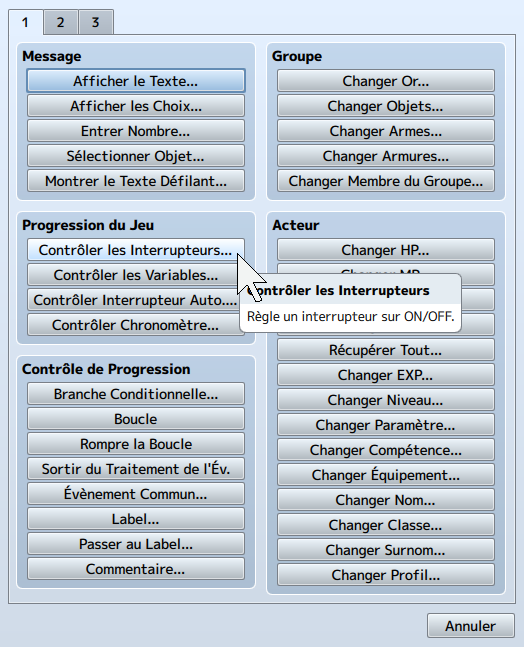 1 2 3
Message
Afficher le Texte...
Afficher les Choix...
Entrer Nombre...
Sélectionner Objet...
Montrer le Texte Défilant...
Progression du Jeu
Contrôler les Interrupteurs...
Contrôler les Variables...
Contrôler Interrupteur Auto....
Contrôler Chronomètre...
Contrôle de Progression
Branche Conditionnelle...
Boucle
Rompre la Boucle
Sortir du Traitement de l'Év.
Évènement Commun...
Label...
Passer au Label...
Commentaire...
Groupe
Changer Or...
Changer Objets...
Changer Armes...
Changer Armures...
Changer Membre du Groupe...
Acteur
Changer HP...
Contrôler les Interrupteurs
Règle un interrupteur sur ON/OFF.
Récupérer Tout...
Changer EXP...
Changer Niveau...
Changer Paramètre...
Changer Compétence...
Changer Équipement...
Changer Nom...
Changer Classe...
Changer Surnom...
Changer Profil...
Annuler